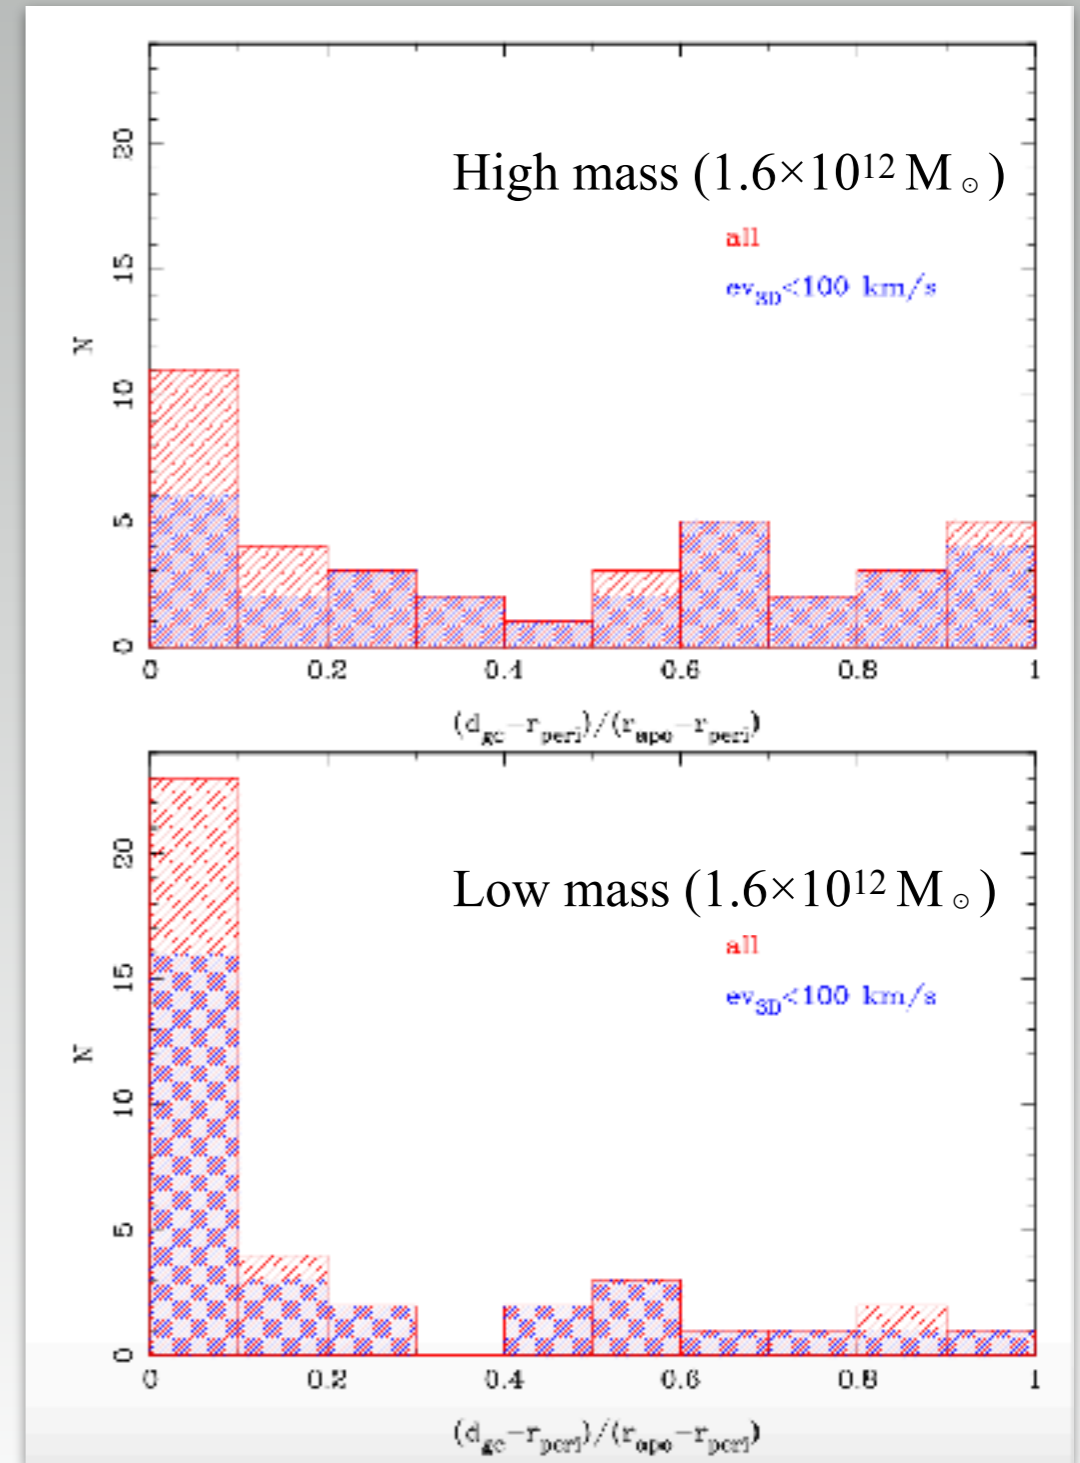 20
High mass (1.6×10¹² M☉)
all
15
ev₃D<100 km/s
N
10
5
0
0 0.2 0.4 0.6 0.8 1
(d_gc−r_peri)/(r_apo−r_peri)
20
Low mass (1.6×10¹² M☉)
all
15
ev₃D<100 km/s
N
10
5
0
0 0.2 0.4 0.6 0.8 1
(d_gc−r_peri)/(r_apo−r_peri)